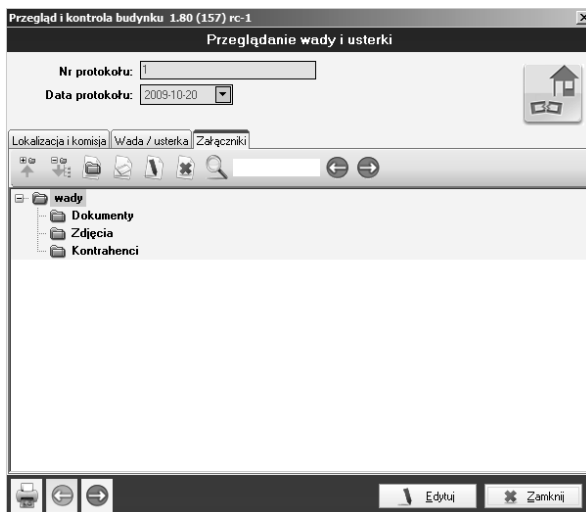 Przegląd i kontrola budynku 1.80 (157) rc-1
Przeglądanie wady i usterki
Nr protokołu: 1
Data protokołu: 2009-10-20
Lokalizacja i komisja Wada / usterka Załączniki
wady
Dokumenty
Zdjęcia
Kontrahenci
Edytuj Zamknij